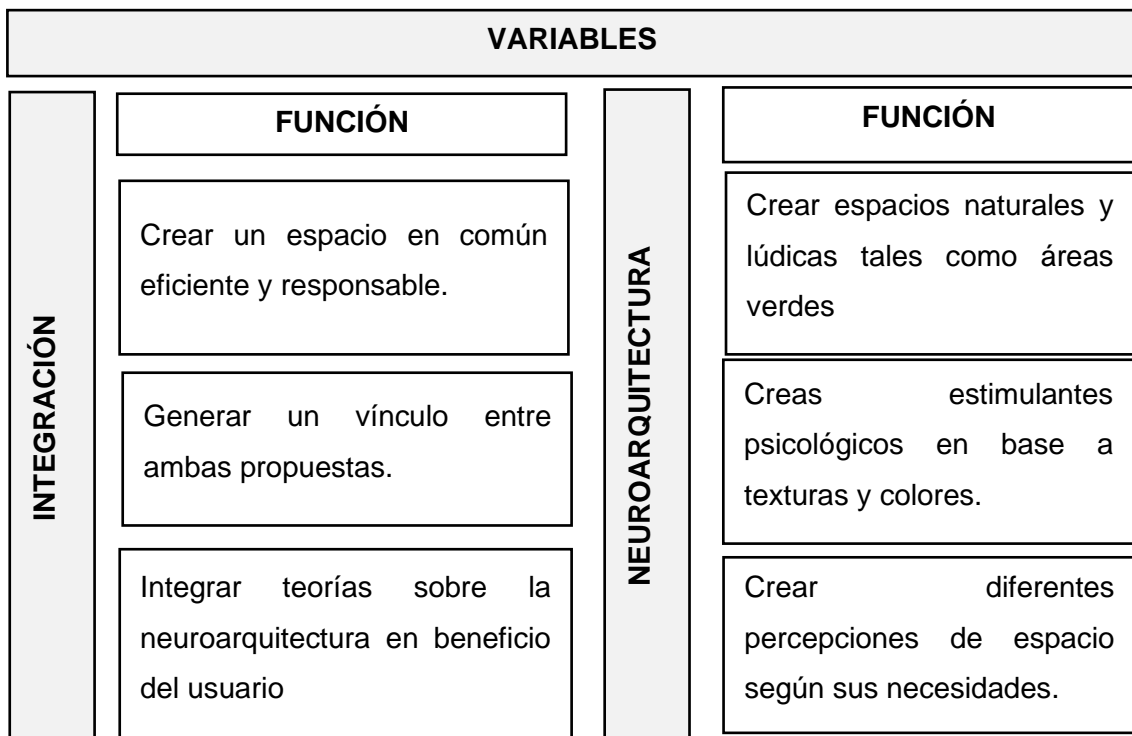 VARIABLES
INTEGRACIÓN
FUNCIÓN
Crear un espacio en común
eficiente y responsable.
Generar un vínculo entre
ambas propuestas.
Integrar teorías sobre la
neuroarquitectura en beneficio
del usuario
NEUROARQUITECTURA
FUNCIÓN
Crear espacios naturales y
lúdicas tales como áreas
verdes
Creas estimulantes
psicológicos en base a
texturas y colores.
Crear diferentes
percepciones de espacio
según sus necesidades.